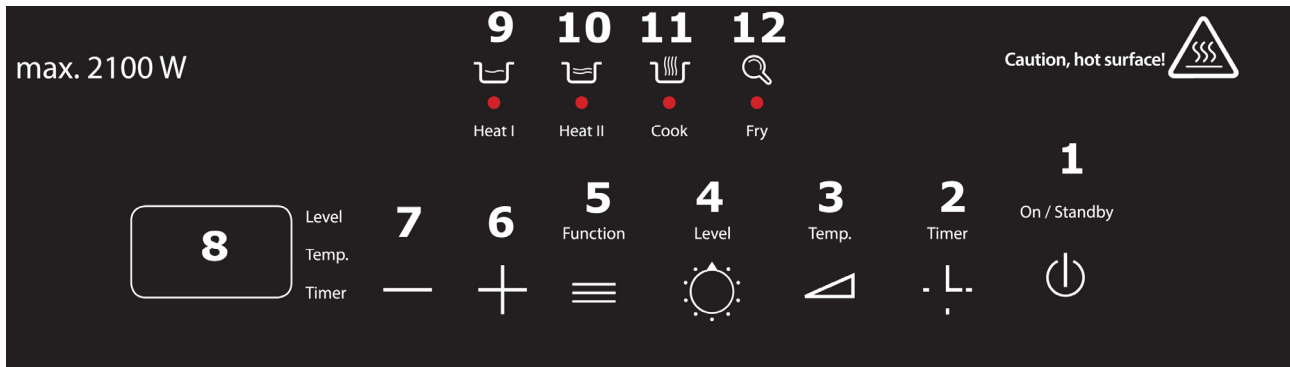 9 10 11 12
max. 2100 W
Caution, hot surface!
Heat I Heat II Cook Fry
1
5 4 3 2
7 6
On / Standby
Level
Function Level Temp. Timer
8
Temp.
Timer